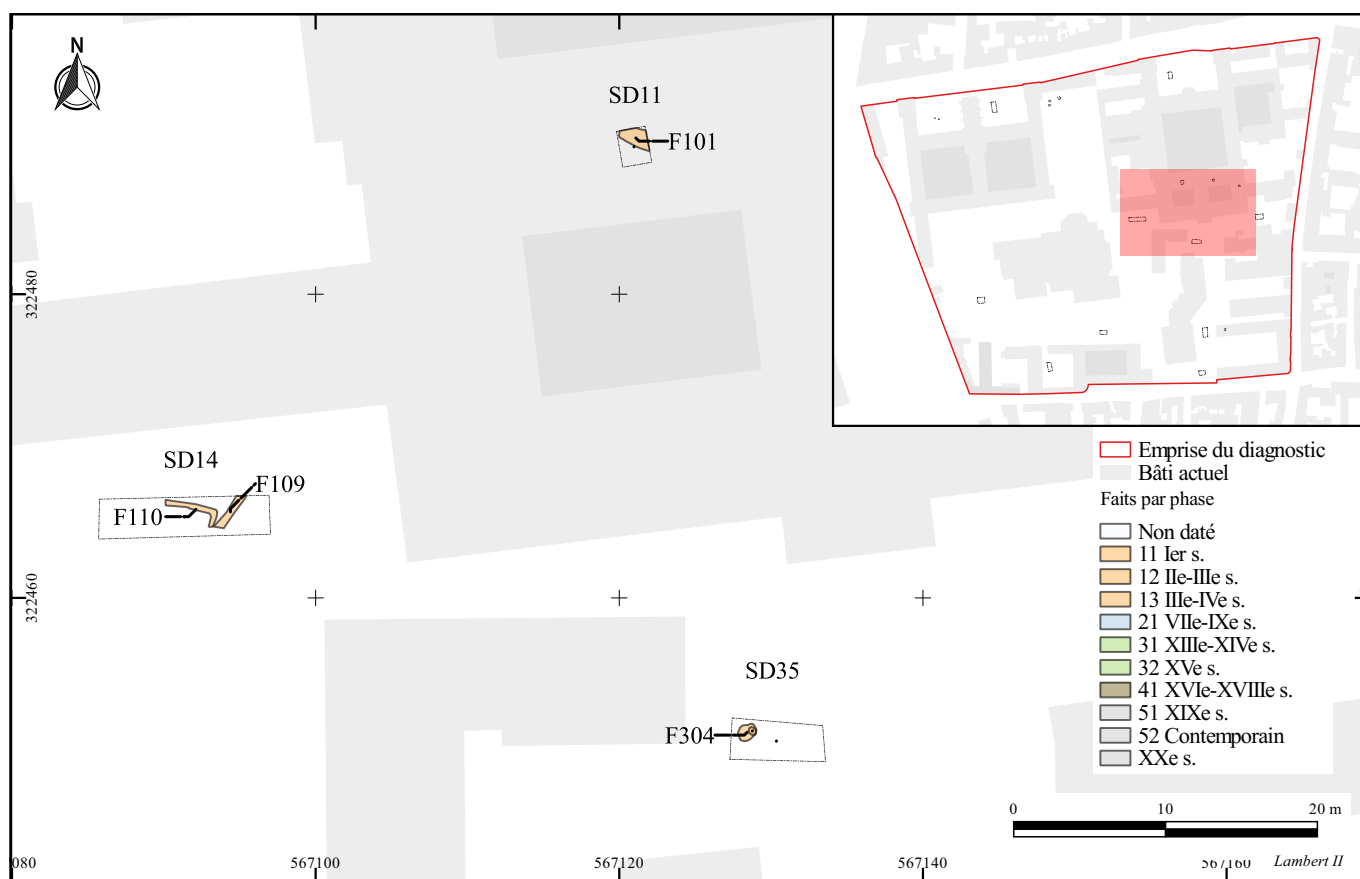 N
SD11
F101
322480
SD14
F109
F110
322460
SD35
F304
Emprise du diagnostic
Bâti actuel
Faits par phase
Non daté
11 Ier s.
12 IIe-IIIe s.
13 IIIe-IVe s.
21 VIIe-IXe s.
31 XIIIe-XIVe s.
32 XVe s.
41 XVIe-XVIIIe s.
51 XIXe s.
52 Contemporain
XXe s.
0 10 20 m
080 567100 567120 567140 567160 Lambert II